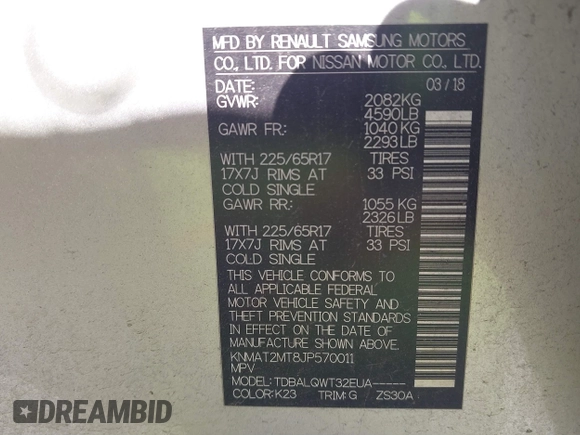 MFD BY RENAULT SAMSUNG MOTORS
CO., LTD. FOR NISSAN MOTOR CO., LTD.
DATE: 03 / 18
GVWR: 2082KG
4590LB
GAWR FR.: 1040 KG
2293 LB
WITH 225/65R17 TIRES
17X7J RIMS AT 33 PSI
COLD SINGLE
GAWR RR.: 1055 KG
2326 LB
WITH 225/65R17 TIRES
17X7J RIMS AT 33 PSI
COLD SINGLE
THIS VEHICLE CONFORMS TO
ALL APPLICABLE FEDERAL
MOTOR VEHICLE SAFETY AND
THEFT PREVENTION STANDARDS
IN EFFECT ON THE DATE OF
MANUFACTURE SHOWN ABOVE.
KNMAT2MT8JP570011
MPV
MODEL: TDBALQWT32EUA-----
COLOR: K23 TRIM: G ZS30A
DREAMBID